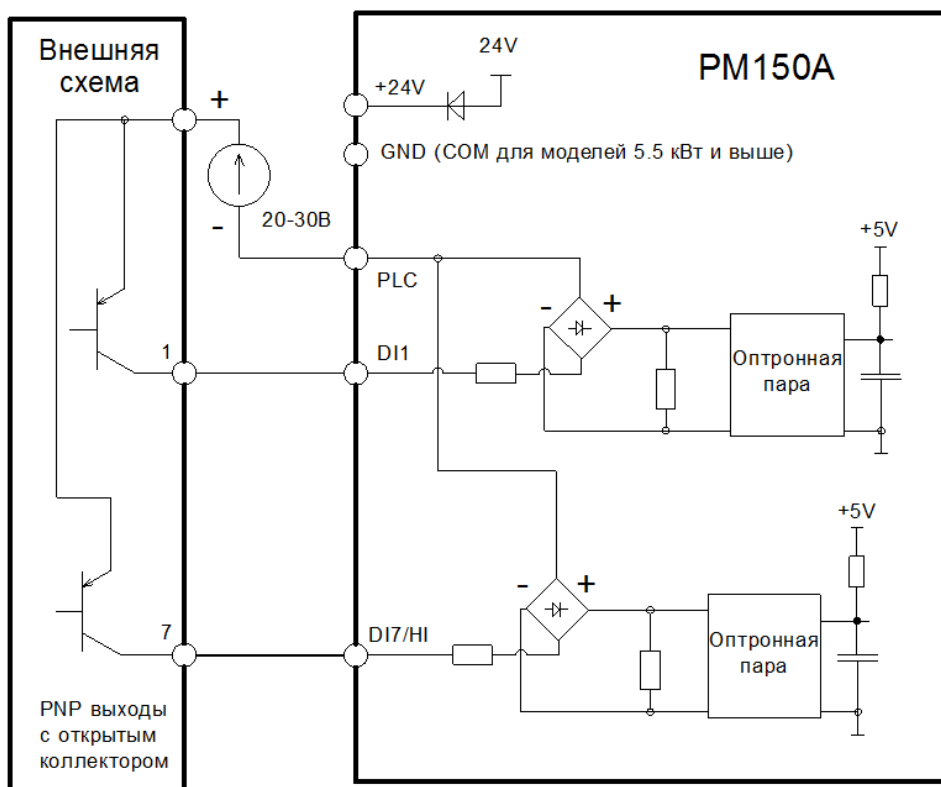 Внешняя
схема
+
20-30В
-
1
7
PNP выходы
с открытым
коллектором
PM150A
24V
+24V
GND (COM для моделей 5.5 кВт и выше)
PLC
DI1
- +
+5V
Оптронная
пара
DI7/HI
- +
+5V
Оптронная
пара